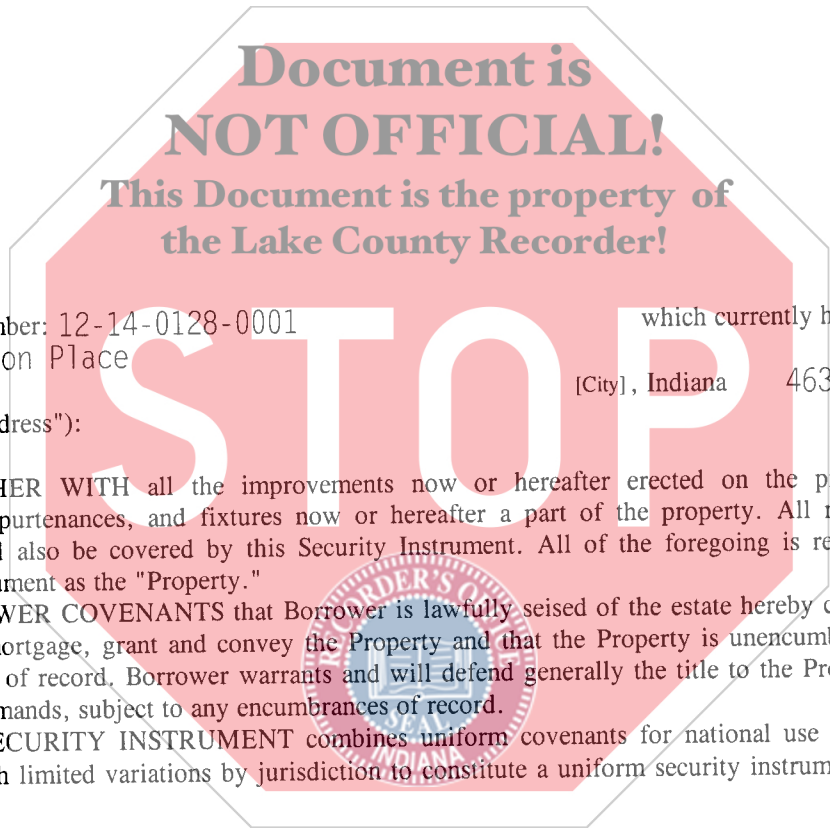 Document is
NOT OFFICIAL!
This Document is the property of
the Lake County Recorder!
STOP
nber: 12-14-0128-0001 which currently h
on Place
[City], Indiana 463
dress"):
HER WITH all the improvements now or hereafter erected on the p
purtenances, and fixtures now or hereafter a part of the property. All r
l also be covered by this Security Instrument. All of the foregoing is re
ument as the "Property."
WER COVENANTS that Borrower is lawfully seised of the estate hereby c
ortgage, grant and convey the Property and that the Property is unencumb
of record. Borrower warrants and will defend generally the title to the Pro
mands, subject to any encumbrances of record.
ECURITY INSTRUMENT combines uniform covenants for national use
h limited variations by jurisdiction to constitute a uniform security instrum
RECORDER'S OFFICE
SEAL
INDIANA